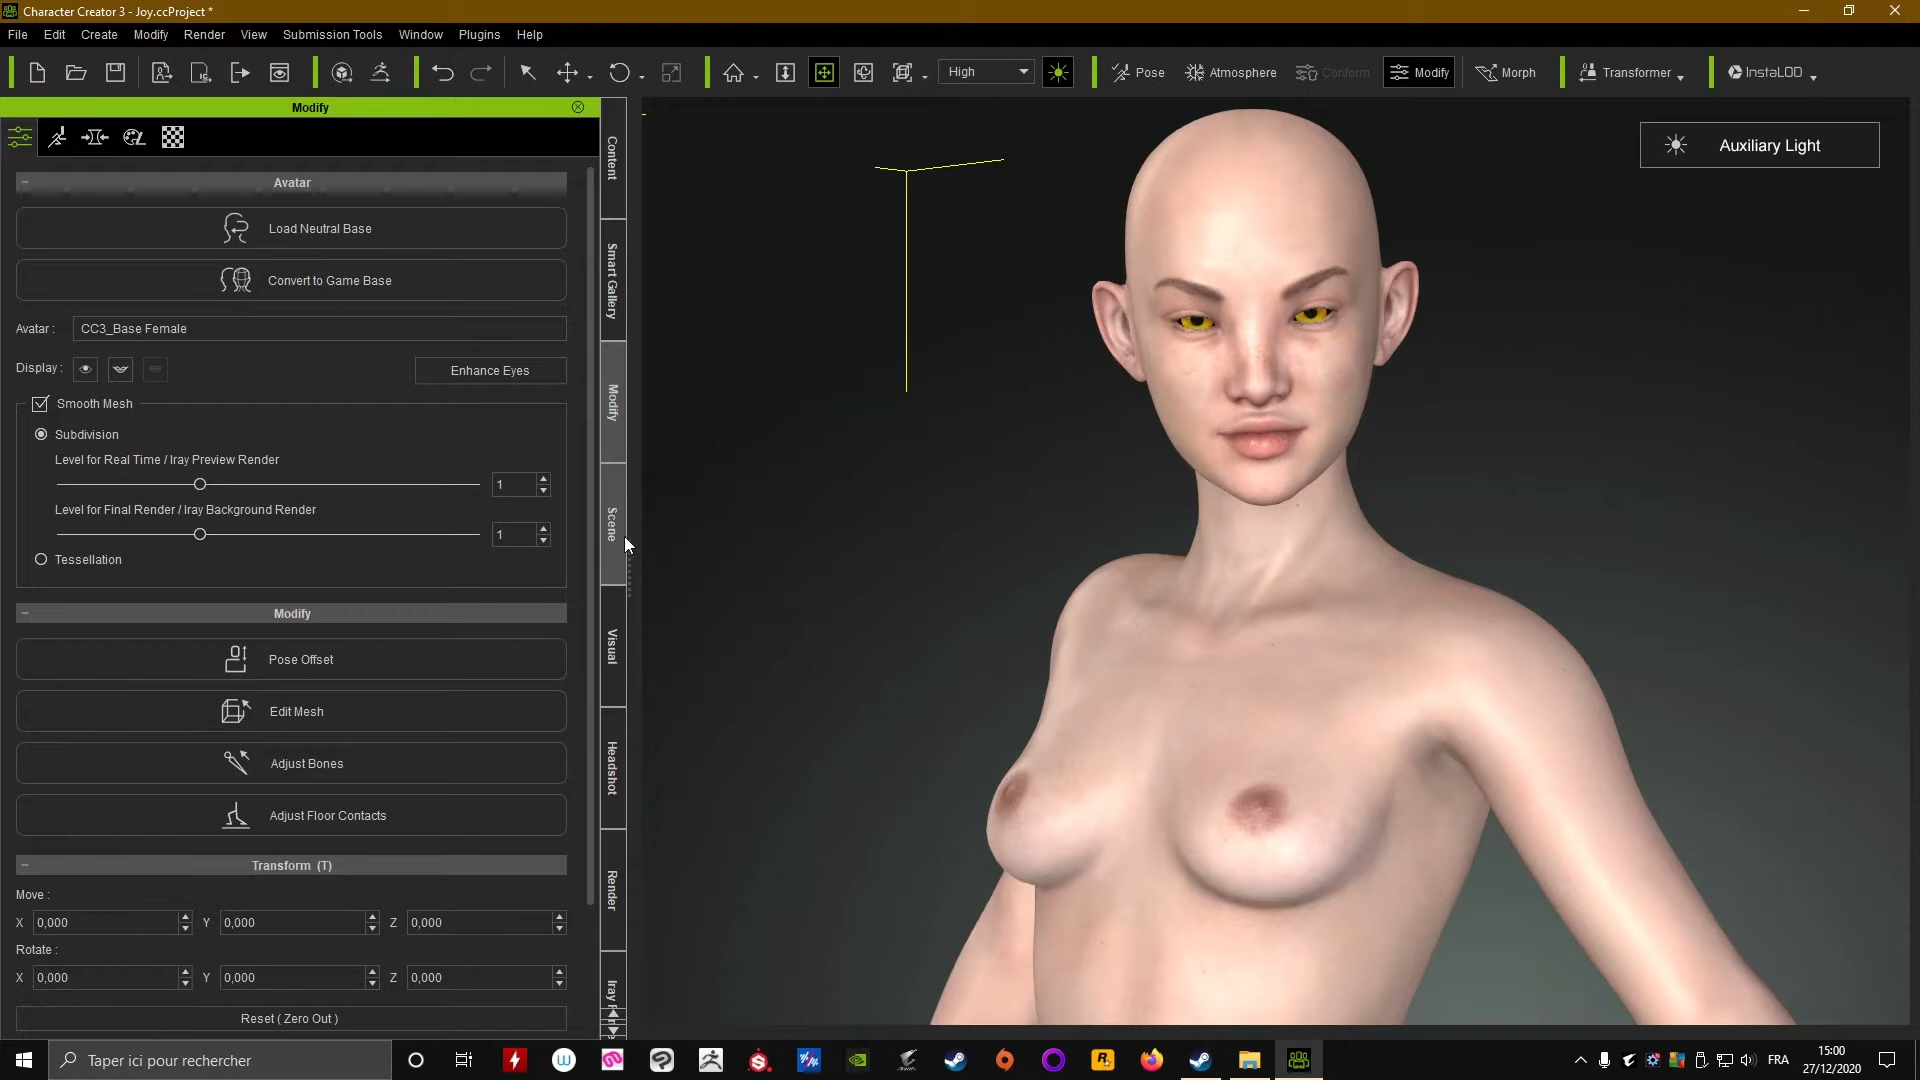 Character Creator 3 - Joy.ccProject *
File Edit Create Modify Render View Submission Tools Window Plugins Help
High Pose Atmosphere Conform Modify Morph Transformer InstaLOD
Modify
Auxiliary Light
Avatar
Load Neutral Base
Convert to Game Base
Avatar : CC3_Base Female
Display : Enhance Eyes
Smooth Mesh
Subdivision
Level for Real Time / Iray Preview Render
1
Level for Final Render / Iray Background Render
1
Tessellation
Modify
Pose Offset
Edit Mesh
Adjust Bones
Adjust Floor Contacts
Transform (T)
Move :
X 0,000 Y 0,000 Z 0,000
Rotate :
X 0,000 Y 0,000 Z 0,000
Reset ( Zero Out )
Content
Smart Gallery
Modify
Scene
Visual
Headshot
Render
Iray
Taper ici pour rechercher
FRA
15:00
27/12/2020